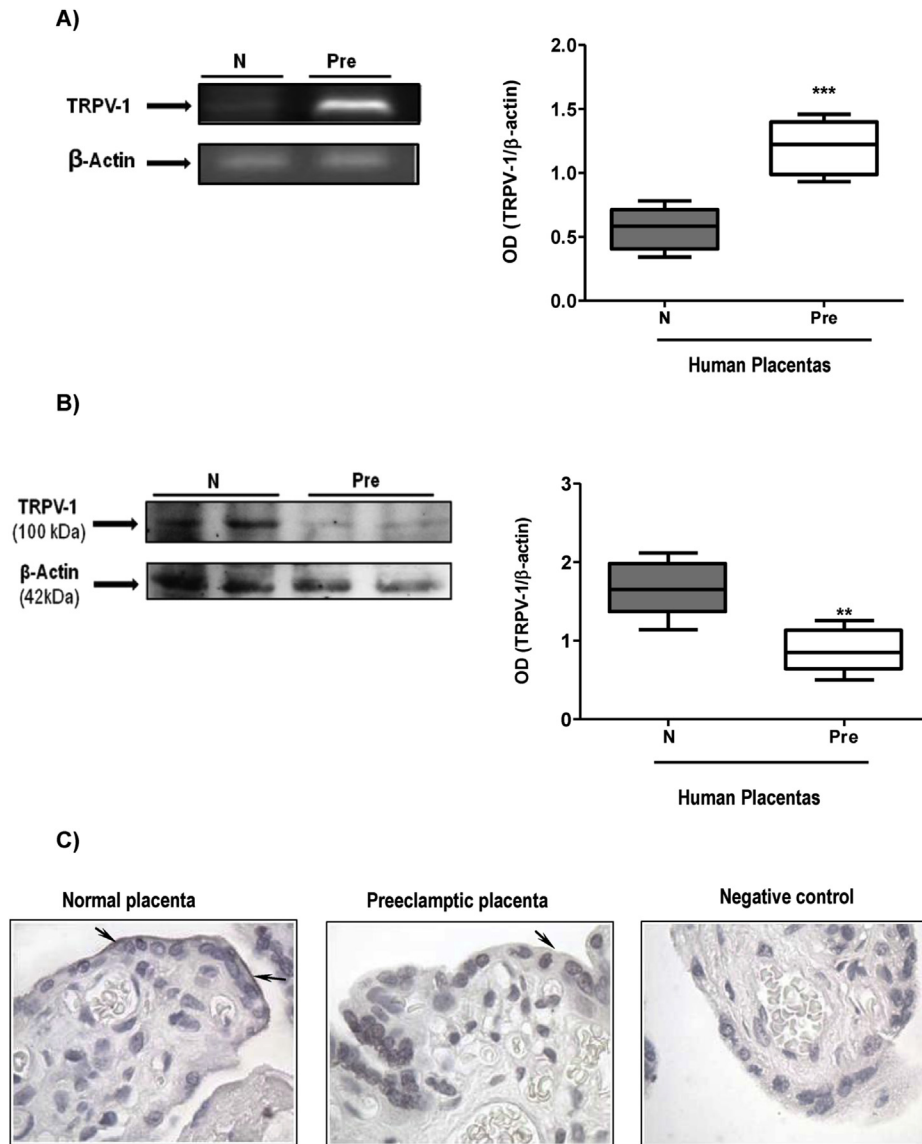 A)
N Pre
TRPV-1
β-Actin
OD (TRPV-1/β-actin)
2.0
1.5
1.0
0.5
0.0
***
N Pre
Human Placentas
B)
N Pre
TRPV-1
(100 kDa)
β-Actin
(42kDa)
OD (TRPV-1/β-actin)
3
2
1
0
**
N Pre
Human Placentas
C)
Normal placenta Preeclamptic placenta Negative control